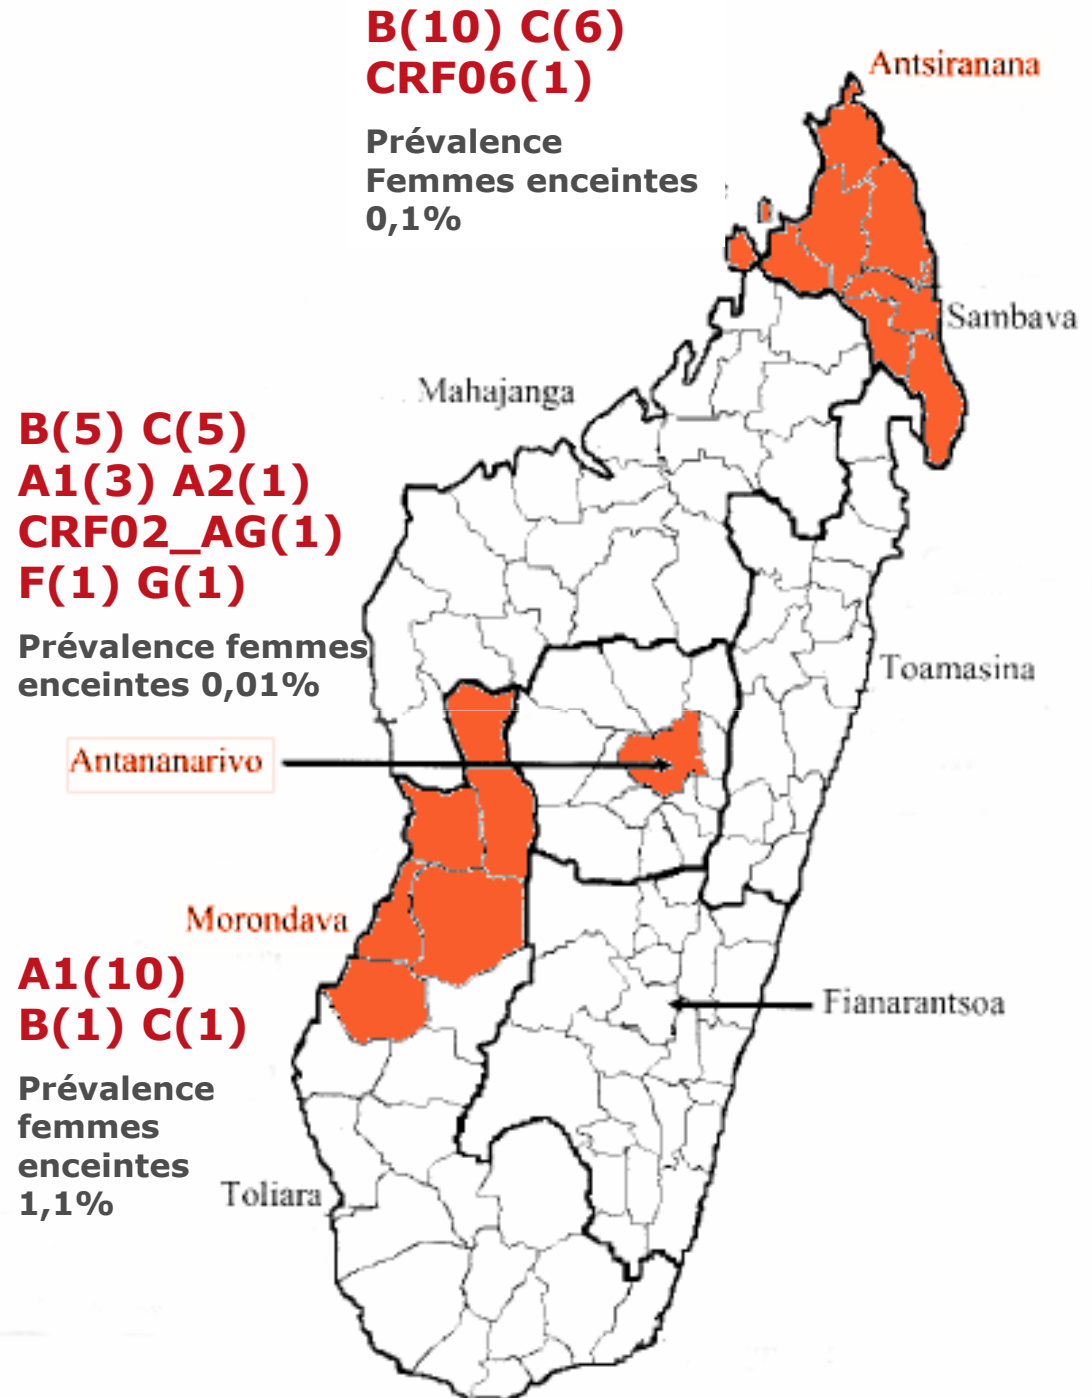 B(10) C(6)
CRF06(1)
Prévalence
Femmes enceintes
0,1%
Antsiranana
Sambava
Mahajanga
B(5) C(5)
A1(3) A2(1)
CRF02_AG(1)
F(1) G(1)
Prévalence femmes
enceintes 0,01%
Toamasina
Antananarivo
Morondava
A1(10)
B(1) C(1)
Prévalence
femmes
enceintes
1,1%
Fianarantsoa
Toliara